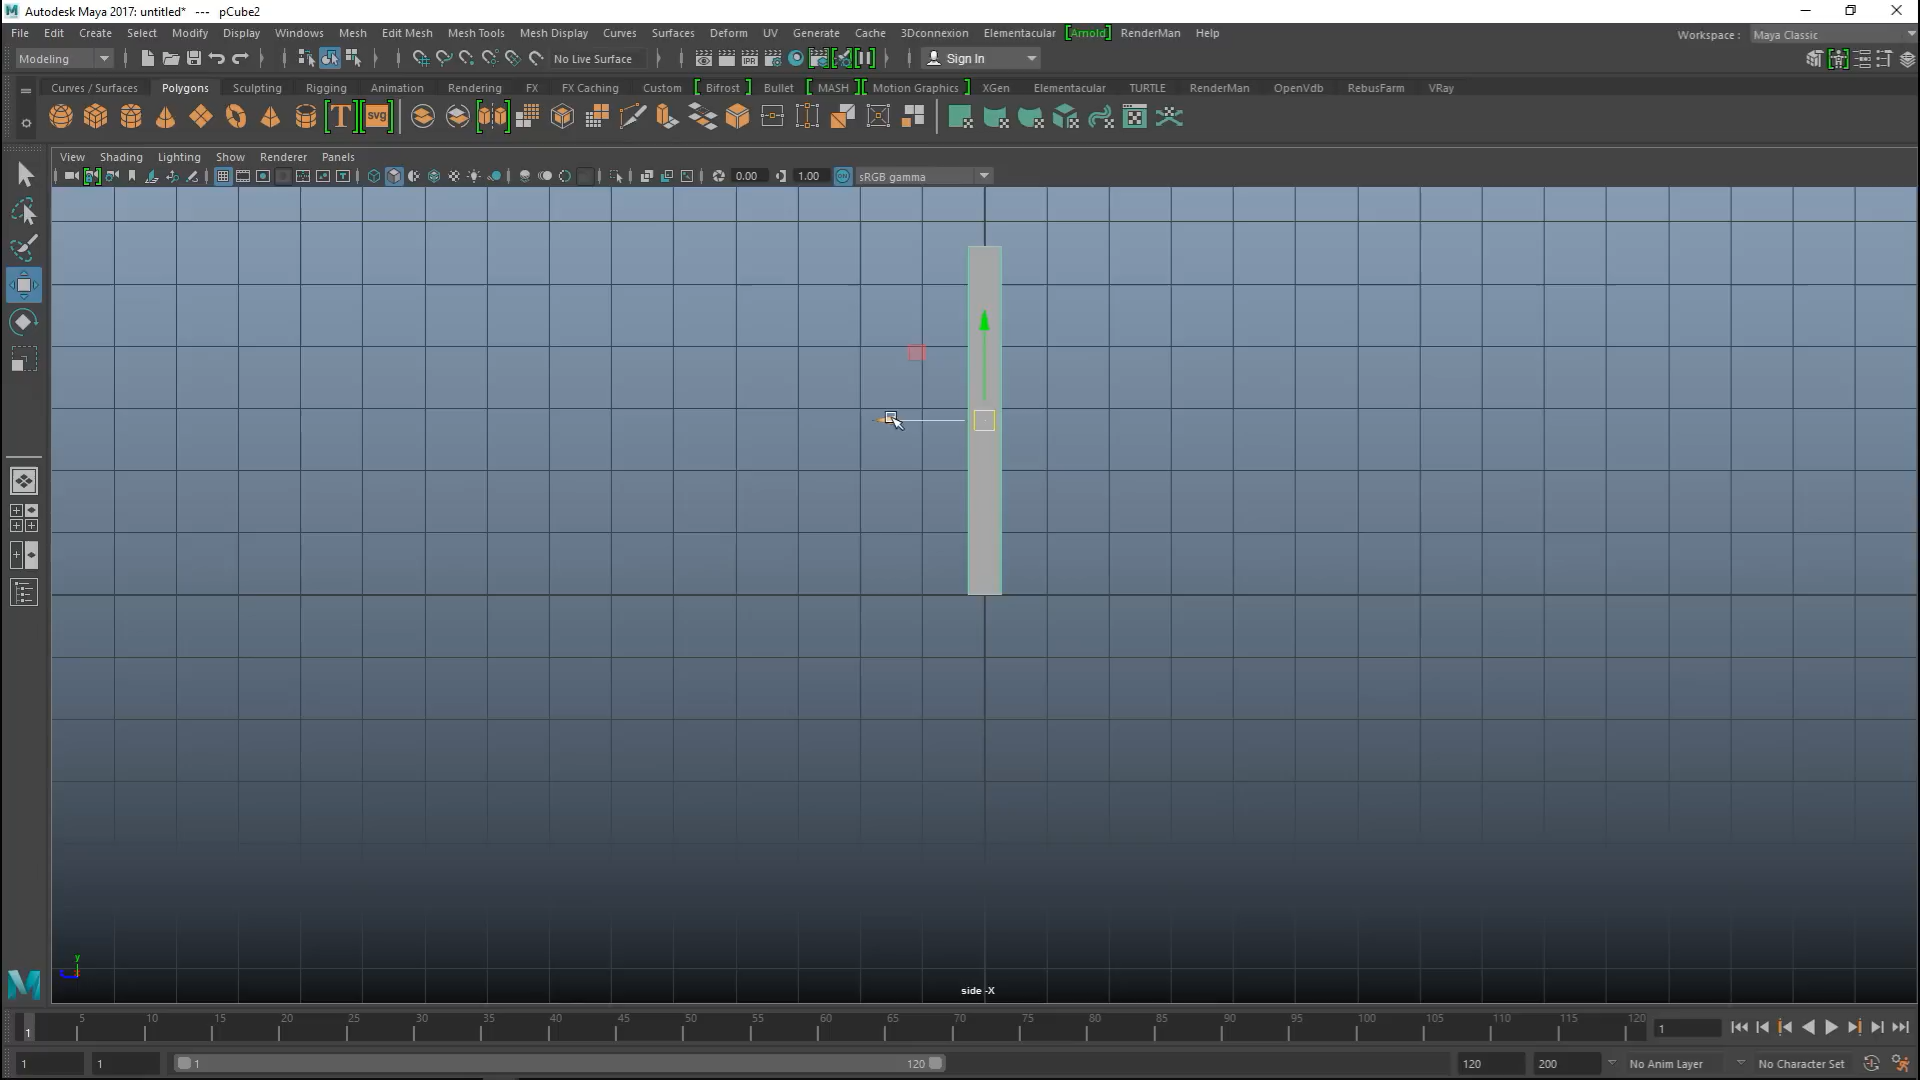 Autodesk Maya 2017: untitled* --- pCube2
File Edit Create Select Modify Display Windows Mesh Edit Mesh Mesh Tools Mesh Display Curves Surfaces Deform UV Generate Cache 3Dconnexion Elementacular [Arnold] RenderMan Help Workspace : Maya Classic
Modeling No Live Surface IPR Sign In
Curves / Surfaces Polygons Sculpting Rigging Animation Rendering FX FX Caching Custom [ Bifrost ] Bullet [ MASH ] [ Motion Graphics ] XGen Elementacular TURTLE RenderMan OpenVdb RebusFarm VRay
T svg
View Shading Lighting Show Renderer Panels
0.00 1.00 ON sRGB gamma
y
side -X
5 10 15 20 25 30 35 40 45 50 55 60 65 70 75 80 85 90 95 100 105 110 115 120
1 1
1 1 1 120 120 200 No Anim Layer No Character Set